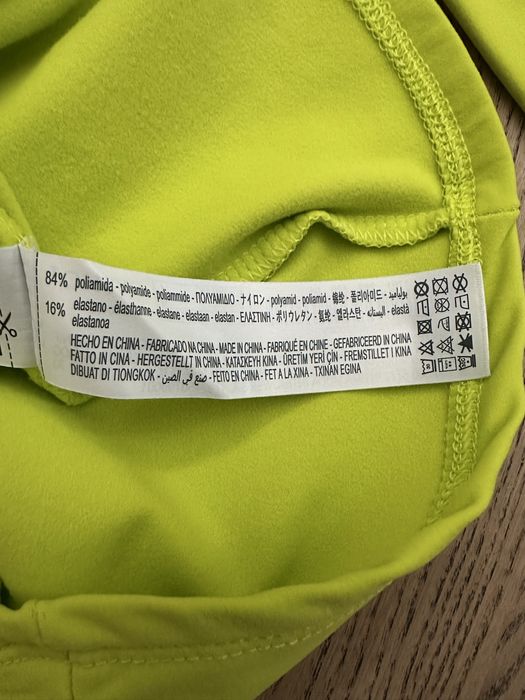 84% poliamida - polyamide - poliammide - ΠΟΛΥΑΜΙΔΙΟ - ナイロン - polyamid - poliamid - 锦纶 - 폴리아미드 - بولياميد
16% elastano - élasthanne - elastane - elastaan - elastan - ΕΛΑΣΤΙΝΗ - ポリウレタン - 氨纶 - 엘라스탄 - - elastà
elastanoa
HECHO EN CHINA - FABRICADO NA CHINA - MADE IN CHINA - FABRIQUÉ EN CHINE - GEFABRICEERD IN CHINA
FATTO IN CINA - HERGESTELLT IN CHINA - ΚΑΤΑΣΚΕΥΗ ΚΙΝΑ - ÜRETİM YERİ ÇİN - FREMSTILLET I KINA
DIBUAT DI TIONGKOK - صنع في الصين - FEITO EN CHINA - FET A LA XINA - TXINAN EGINA